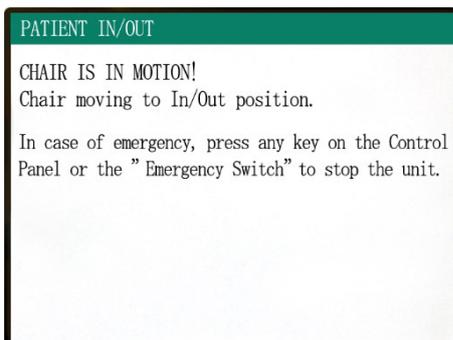 PATIENT IN/OUT
CHAIR IS IN MOTION!
Chair moving to In/Out position.
In case of emergency, press any key on the Control
Panel or the ” Emergency Switch” to stop the unit.